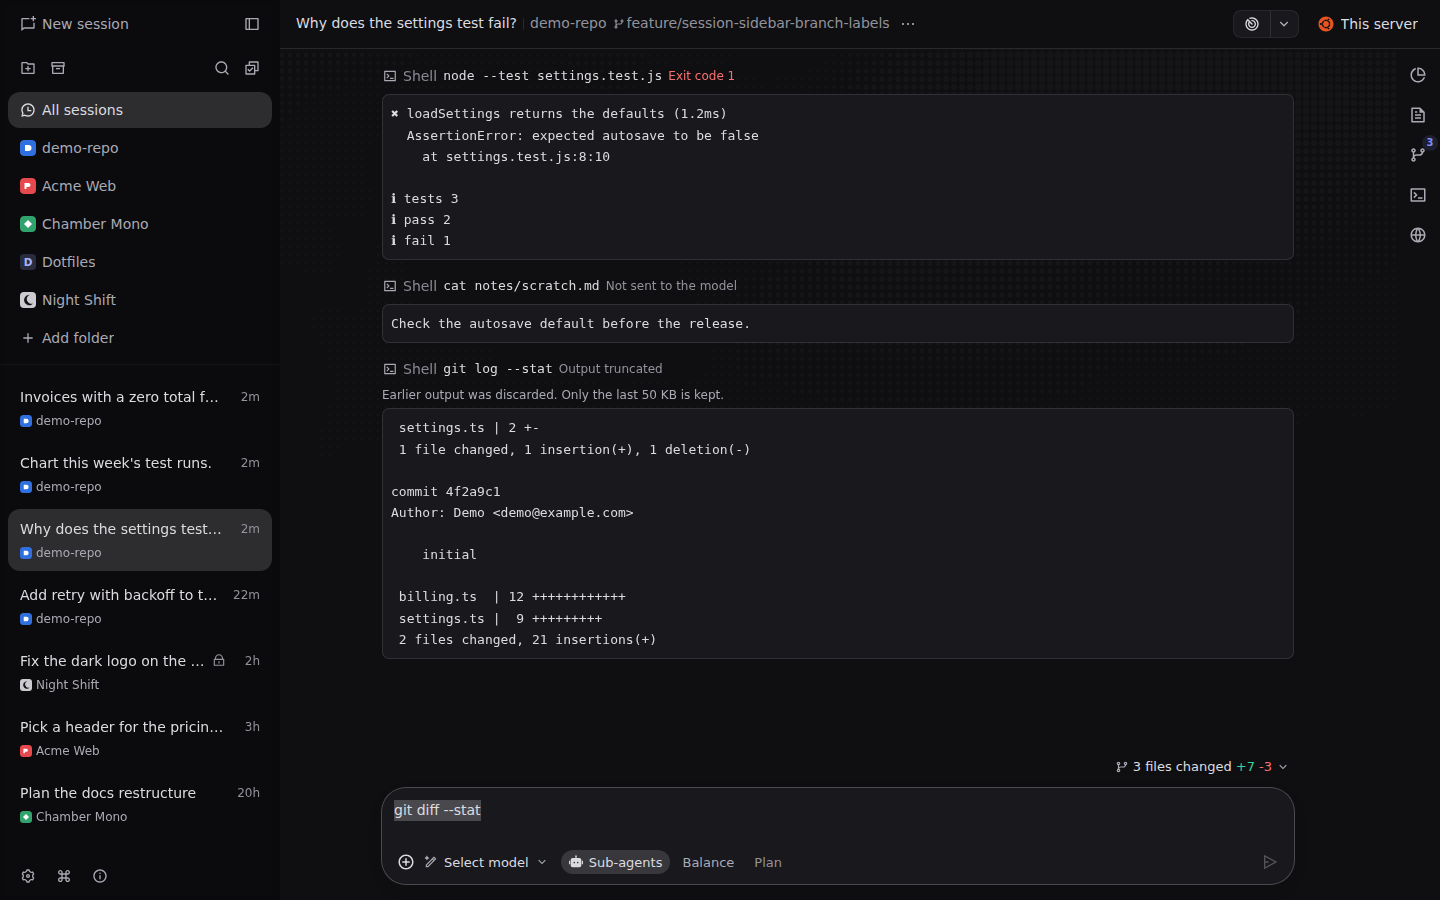 New session
All sessions
demo-repo
Acme Web
Chamber Mono
D Dotfiles
Night Shift
Add folder
Invoices with a zero total f... 2m
demo-repo
Chart this week's test runs. 2m
demo-repo
Why does the settings test... 2m
demo-repo
Add retry with backoff to t... 22m
demo-repo
Fix the dark logo on the ... 2h
Night Shift
Pick a header for the pricin... 3h
Acme Web
Plan the docs restructure 20h
Chamber Mono
Why does the settings test fail? demo-repo feature/session-sidebar-branch-labels ...
This server
3
Shell node --test settings.test.js Exit code 1
✖ loadSettings returns the defaults (1.2ms)
AssertionError: expected autosave to be false
at settings.test.js:8:10
ℹ tests 3
ℹ pass 2
ℹ fail 1
Shell cat notes/scratch.md Not sent to the model
Check the autosave default before the release.
Shell git log --stat Output truncated
Earlier output was discarded. Only the last 50 KB is kept.
settings.ts | 2 +-
1 file changed, 1 insertion(+), 1 deletion(-)
commit 4f2a9c1
Author: Demo <demo@example.com>
initial
billing.ts  | 12 ++++++++++++
settings.ts |  9 +++++++++
2 files changed, 21 insertions(+)
3 files changed +7 -3
git diff --stat
Select model Sub-agents Balance Plan